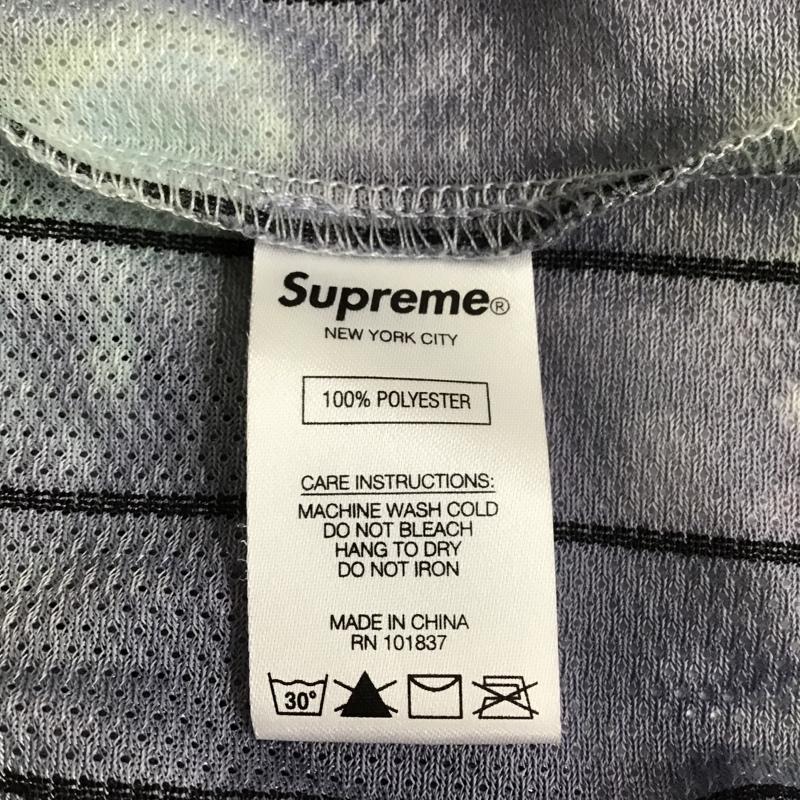 Supreme®
NEW YORK CITY
100% POLYESTER
CARE INSTRUCTIONS:
MACHINE WASH COLD
DO NOT BLEACH
HANG TO DRY
DO NOT IRON
MADE IN CHINA
RN 101837
30°